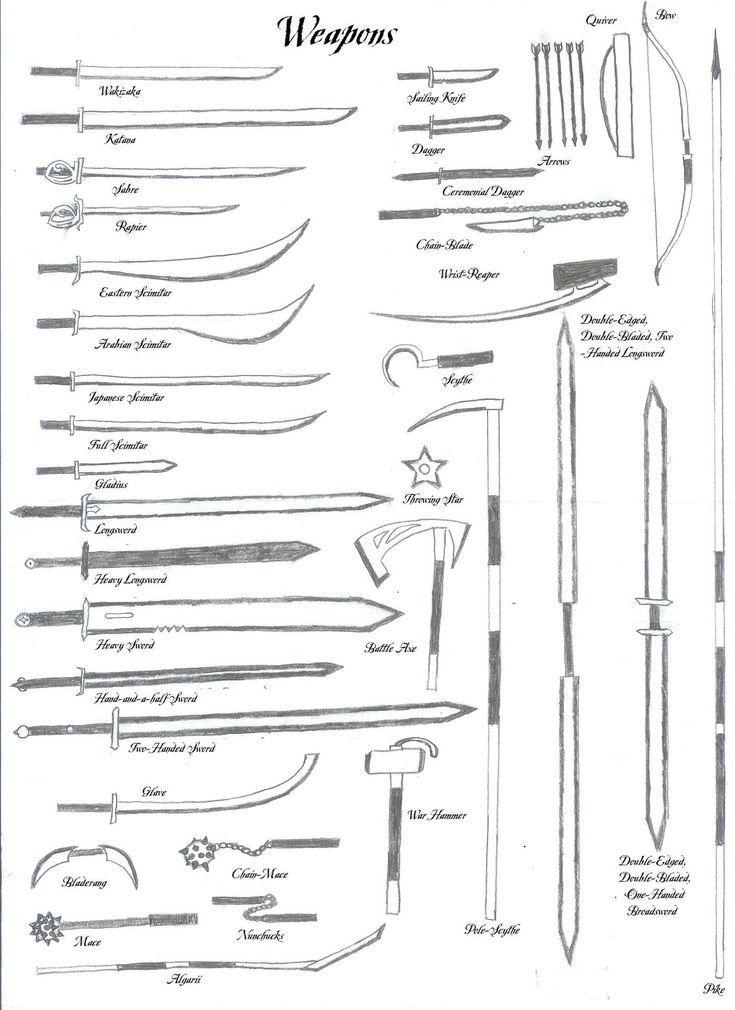 Weapons
Wakizaka
Katana
Sabre
Rapier
Eastern Scimitar
Arabian Scimitar
Japanese Scimitar
Full Scimitar
Gladius
Longsword
Heavy Longsword
Heavy Sword
Hand-and-a-half Sword
Two-Handed Sword
Glave
Bladerang
Chain-Mace
Mace
Nunchucks
Algarii
Sailing Knife
Dagger
Ceremonial Dagger
Chain-Blade
Wrist-Reaper
Scythe
Throwing Star
Battle Axe
War Hammer
Pole-Scythe
Quiver
Bow
Arrows
Double-Edged,
Double-Bladed, Two
-Handed Longsword
Double-Edged,
Double-Bladed,
One-Handed
Broadsword
Pike